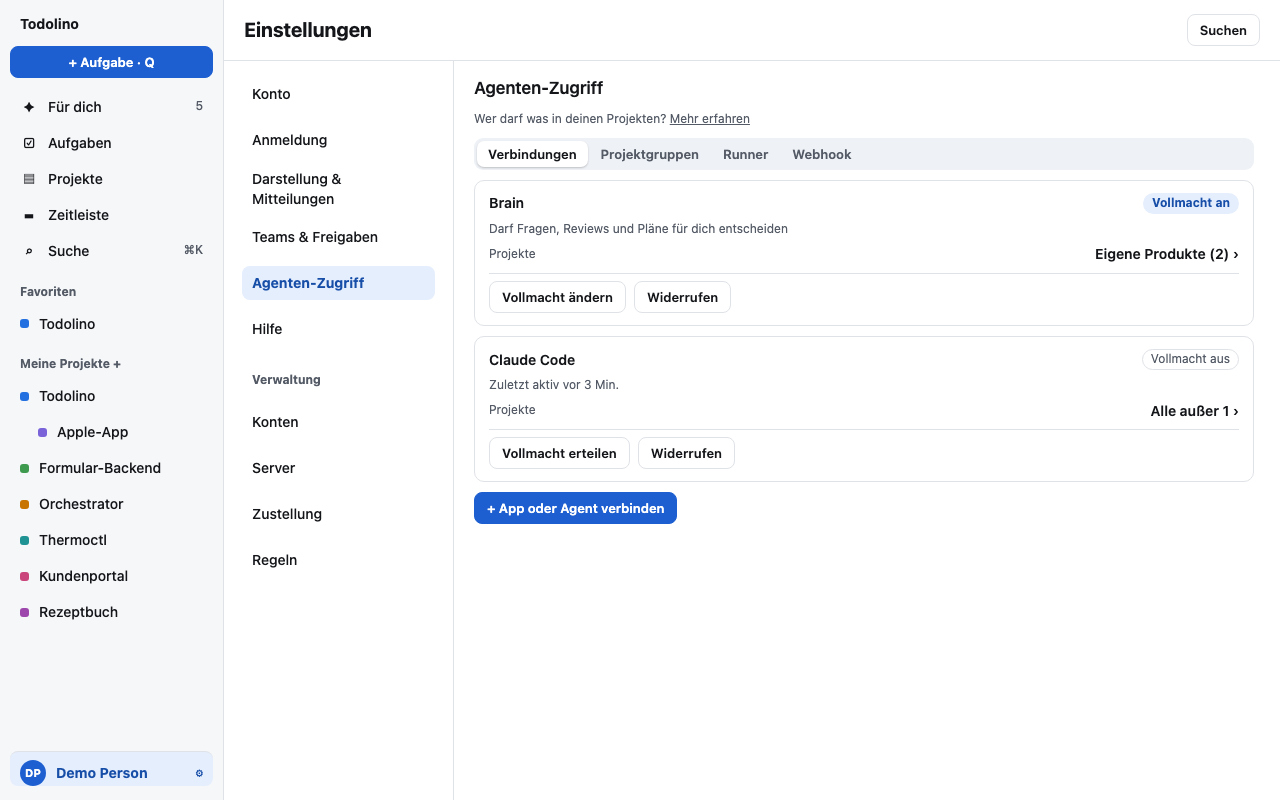 Todolino
+ Aufgabe · Q
Für dich 5
Aufgaben
Projekte
Zeitleiste
Suche ⌘K
Favoriten
Todolino
Meine Projekte +
Todolino
Apple-App
Formular-Backend
Orchestrator
Thermoctl
Kundenportal
Rezeptbuch
DP Demo Person
Einstellungen
Suchen
Konto
Anmeldung
Darstellung &
Mitteilungen
Teams & Freigaben
Agenten-Zugriff
Hilfe
Verwaltung
Konten
Server
Zustellung
Regeln
Agenten-Zugriff
Wer darf was in deinen Projekten? Mehr erfahren
Verbindungen Projektgruppen Runner Webhook
Brain Vollmacht an
Darf Fragen, Reviews und Pläne für dich entscheiden
Projekte Eigene Produkte (2) ›
Vollmacht ändern Widerrufen
Claude Code Vollmacht aus
Zuletzt aktiv vor 3 Min.
Projekte Alle außer 1 ›
Vollmacht erteilen Widerrufen
+ App oder Agent verbinden